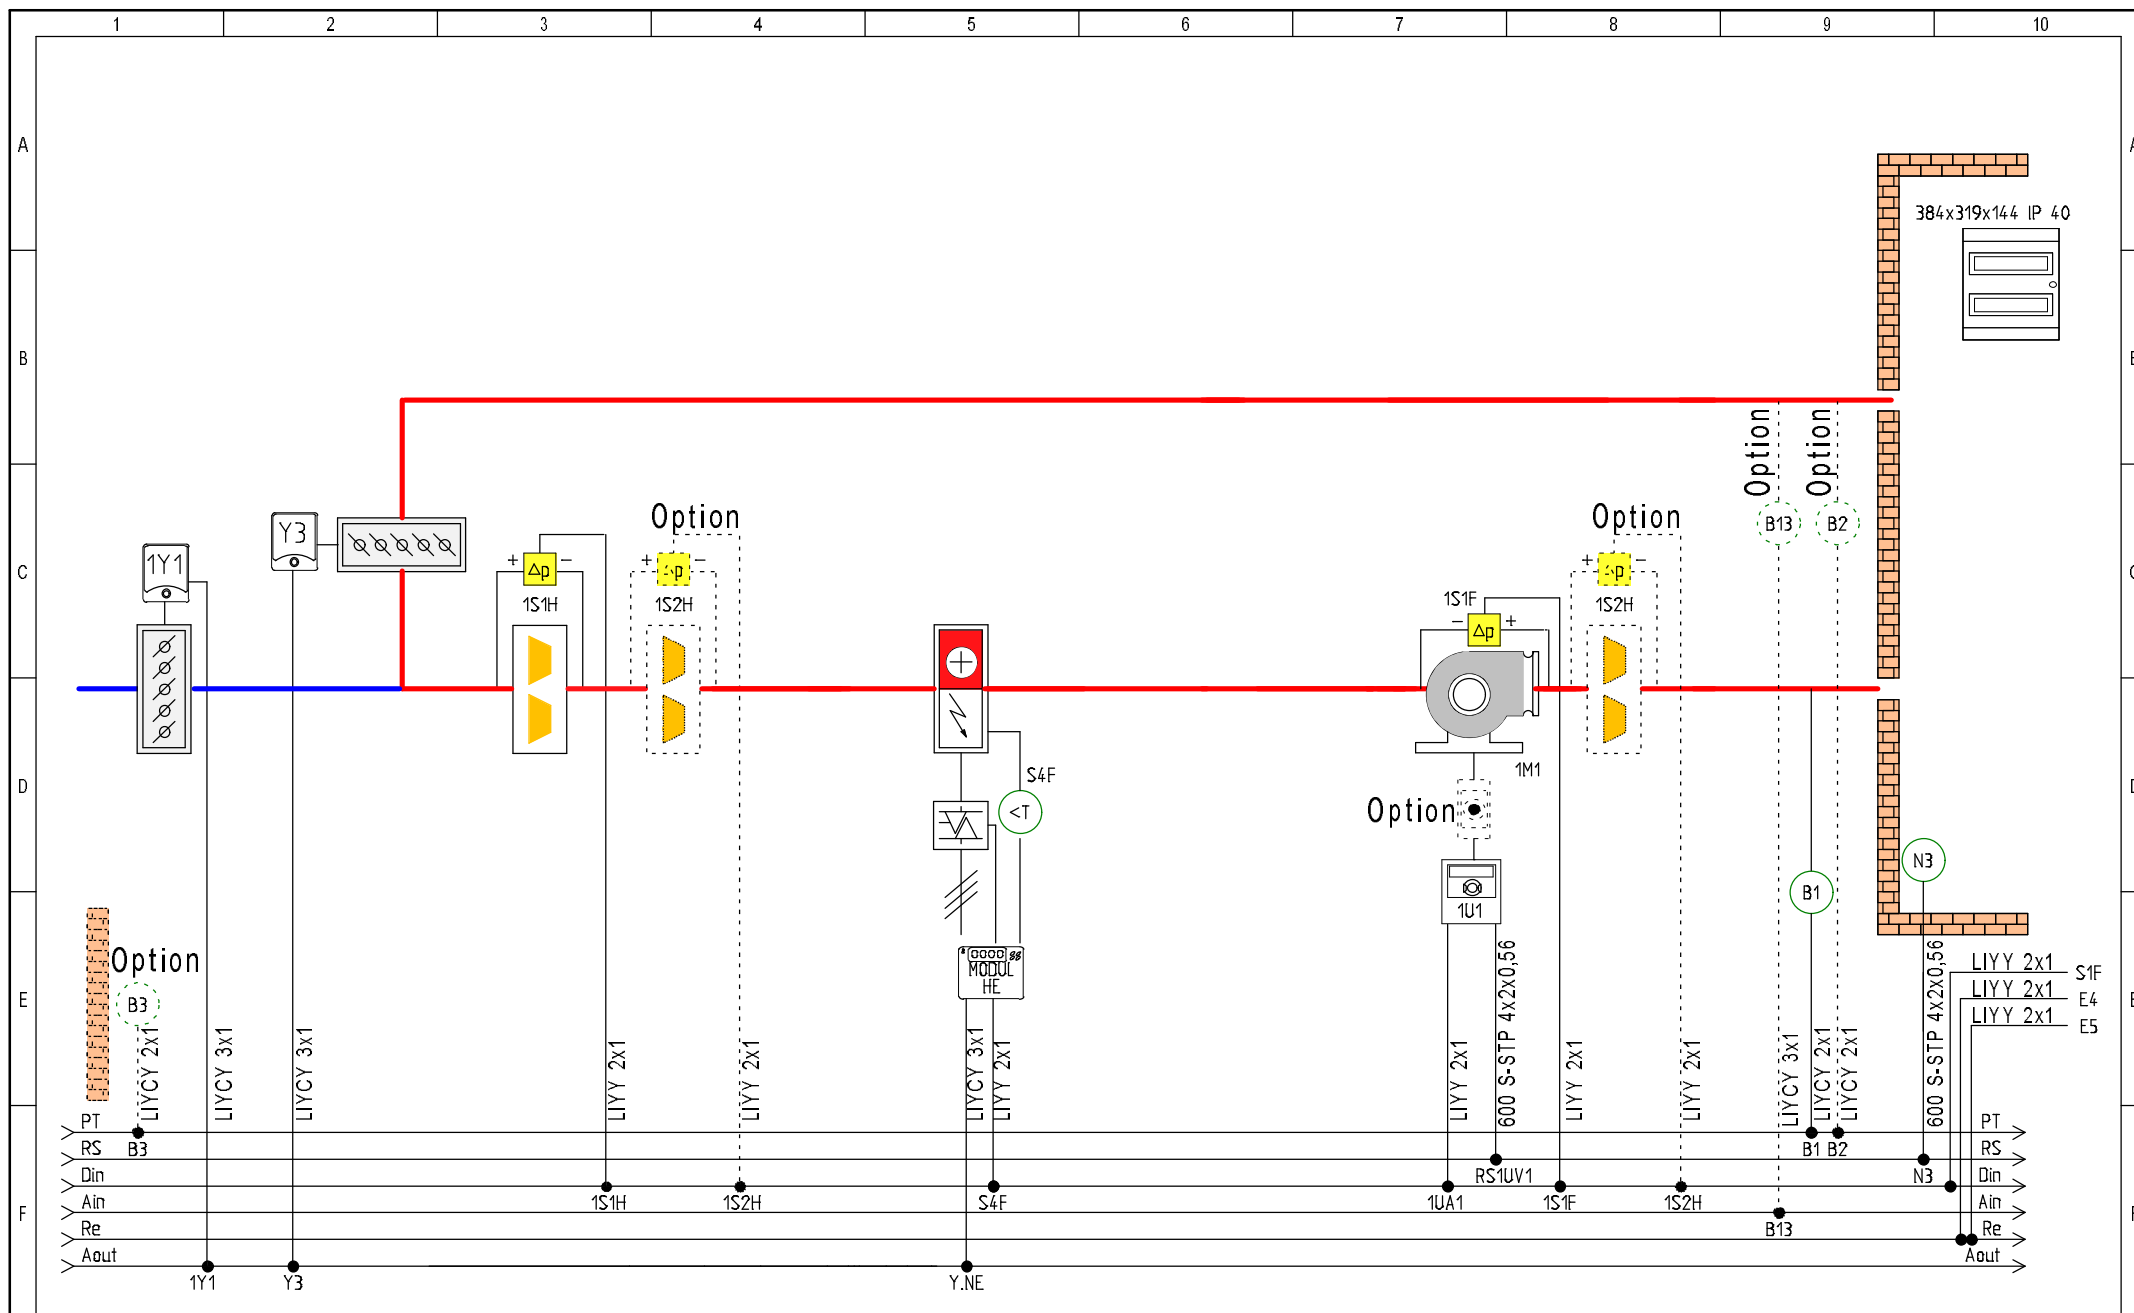 1 2 3 4 5 6 7 8 9 10
A
384x319x144 IP 40
B
Option Option
Option Option
Y3 B13 B2
1Y1 + Δp − + Δp − + Δp −
C C
1S1H 1S2H 1S1F 1S2H
− Δp +
1M1
D
S4F
<T
Option
N3
B1
1U1
Option
MODUL
HE
LIYY 2x1 S1F
E
LIYY 2x1 E4
B3
LIYY 2x1 E5
LIYCY 2x1
LIYCY 3x1
LIYCY 3x1
LIYY 2x1
LIYY 2x1
LIYCY 3x1
LIYY 2x1
LIYY 2x1
600 S-STP 4x2x0,56
LIYY 2x1
LIYY 2x1
LIYCY 3x1
LIYCY 2x1
LIYCY 2x1
600 S-STP 4x2x0,56
PT PT
B3 B1 B2
RS RS
RS1UV1 N3
Din Din
1S1H 1S2H S4F 1UA1 1S1F 1S2H
Ain Ain
F
B13
Re Re
Aout Aout
1Y1 Y3 Y.NE